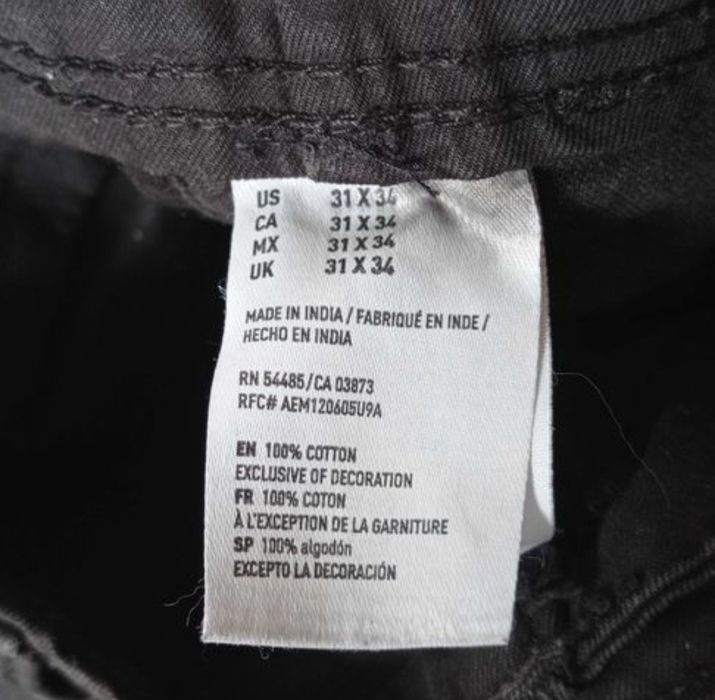 US 31 X 34
CA 31 X 34
MX 31 X 34
UK 31 X 34
MADE IN INDIA / FABRIQUÉ EN INDE /
HECHO EN INDIA
RN 54485/CA 03873
RFC# AEM120605U9A
EN 100% COTTON
EXCLUSIVE OF DECORATION
FR 100% COTON
À L'EXCEPTION DE LA GARNITURE
SP 100% algodón
EXCEPTO LA DECORACIÓN